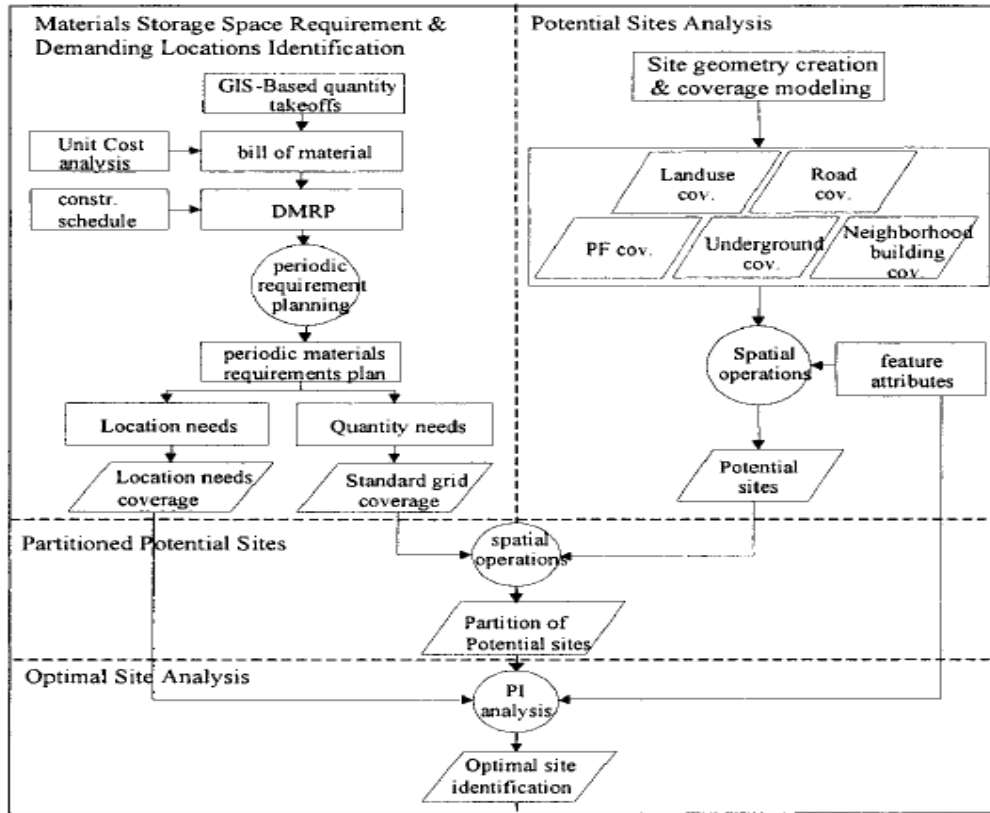 Materials Storage Space Requirement &
Demanding Locations Identification
GIS-Based quantity
takeoffs
Unit Cost
analysis
bill of material
constr.
schedule
DMRP
periodic
requirement
planning
periodic materials
requirements plan
Location needs
Quantity needs
Location needs
coverage
Standard grid
coverage
Potential Sites Analysis
Site geometry creation
& coverage modeling
Landuse
cov.
Road
cov.
PF cov.
Underground
cov.
Neighborhood
building
cov.
Spatial
operations
feature
attributes
Potential
sites
Partitioned Potential Sites
spatial
operations
Partition of
Potential sites
Optimal Site Analysis
PI
analysis
Optimal site
identification